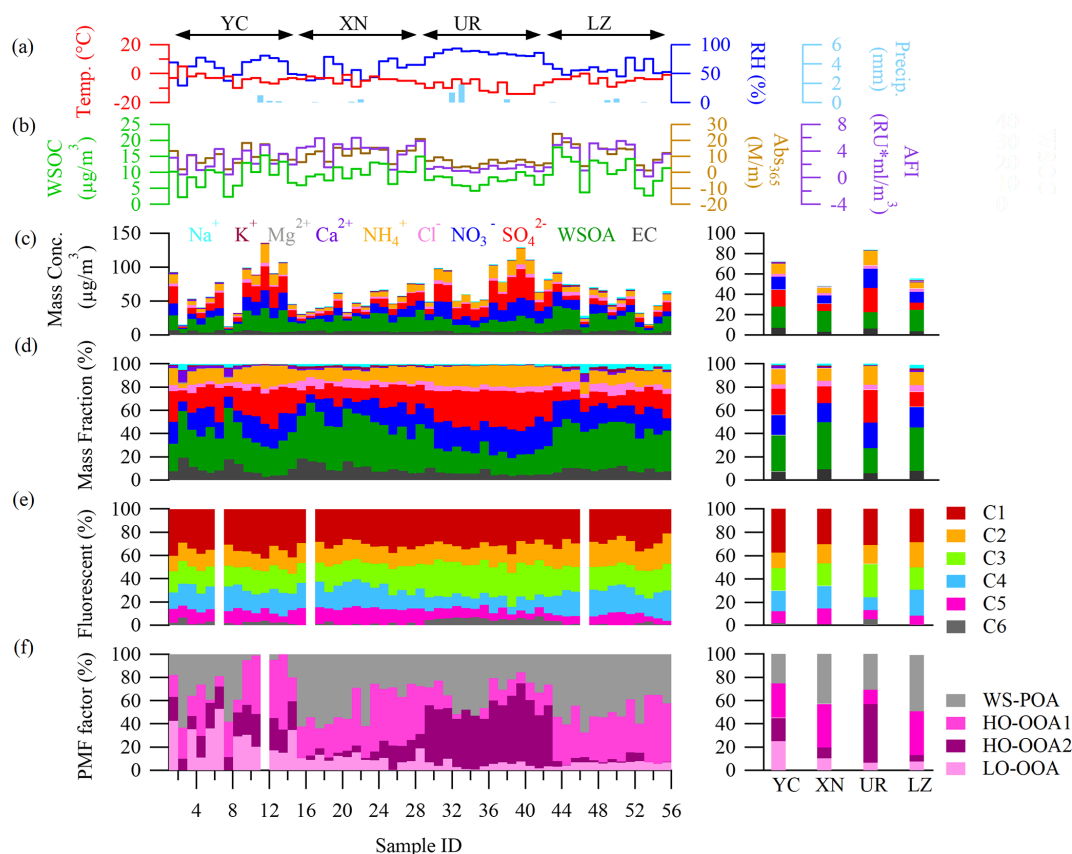 YC XN UR LZ
(a) Temp. (°C) 20 0 -20 100 50 0 RH (%) 6 4 2 0 Precip. (mm)
(b) WSOC (μg/m³) 25 20 15 10 5 0 30 20 10 0 -10 -20 Abs365 (M/m) 8 4 0 -4 AFI (RU*ml/m³)
(c) Mass Conc. (μg/m³) 150 100 50 0 Na⁺ K⁺ Mg²⁺ Ca²⁺ NH₄⁺ Cl⁻ NO₃⁻ SO₄²⁻ WSOA EC 100 80 60 40 20 0
(d) Mass Fraction (%) 100 80 60 40 20 0 100 80 60 40 20 0
(e) Fluorescent (%) 100 80 60 40 20 0 100 80 60 40 20 0
C1
C2
C3
C4
C5
C6
(f) PMF factor (%) 100 80 60 40 20 0 100 80 60 40 20 0
WS-POA
HO-OOA1
HO-OOA2
LO-OOA
4 8 12 16 20 24 28 32 36 40 44 48 52 56 YC XN UR LZ
Sample ID